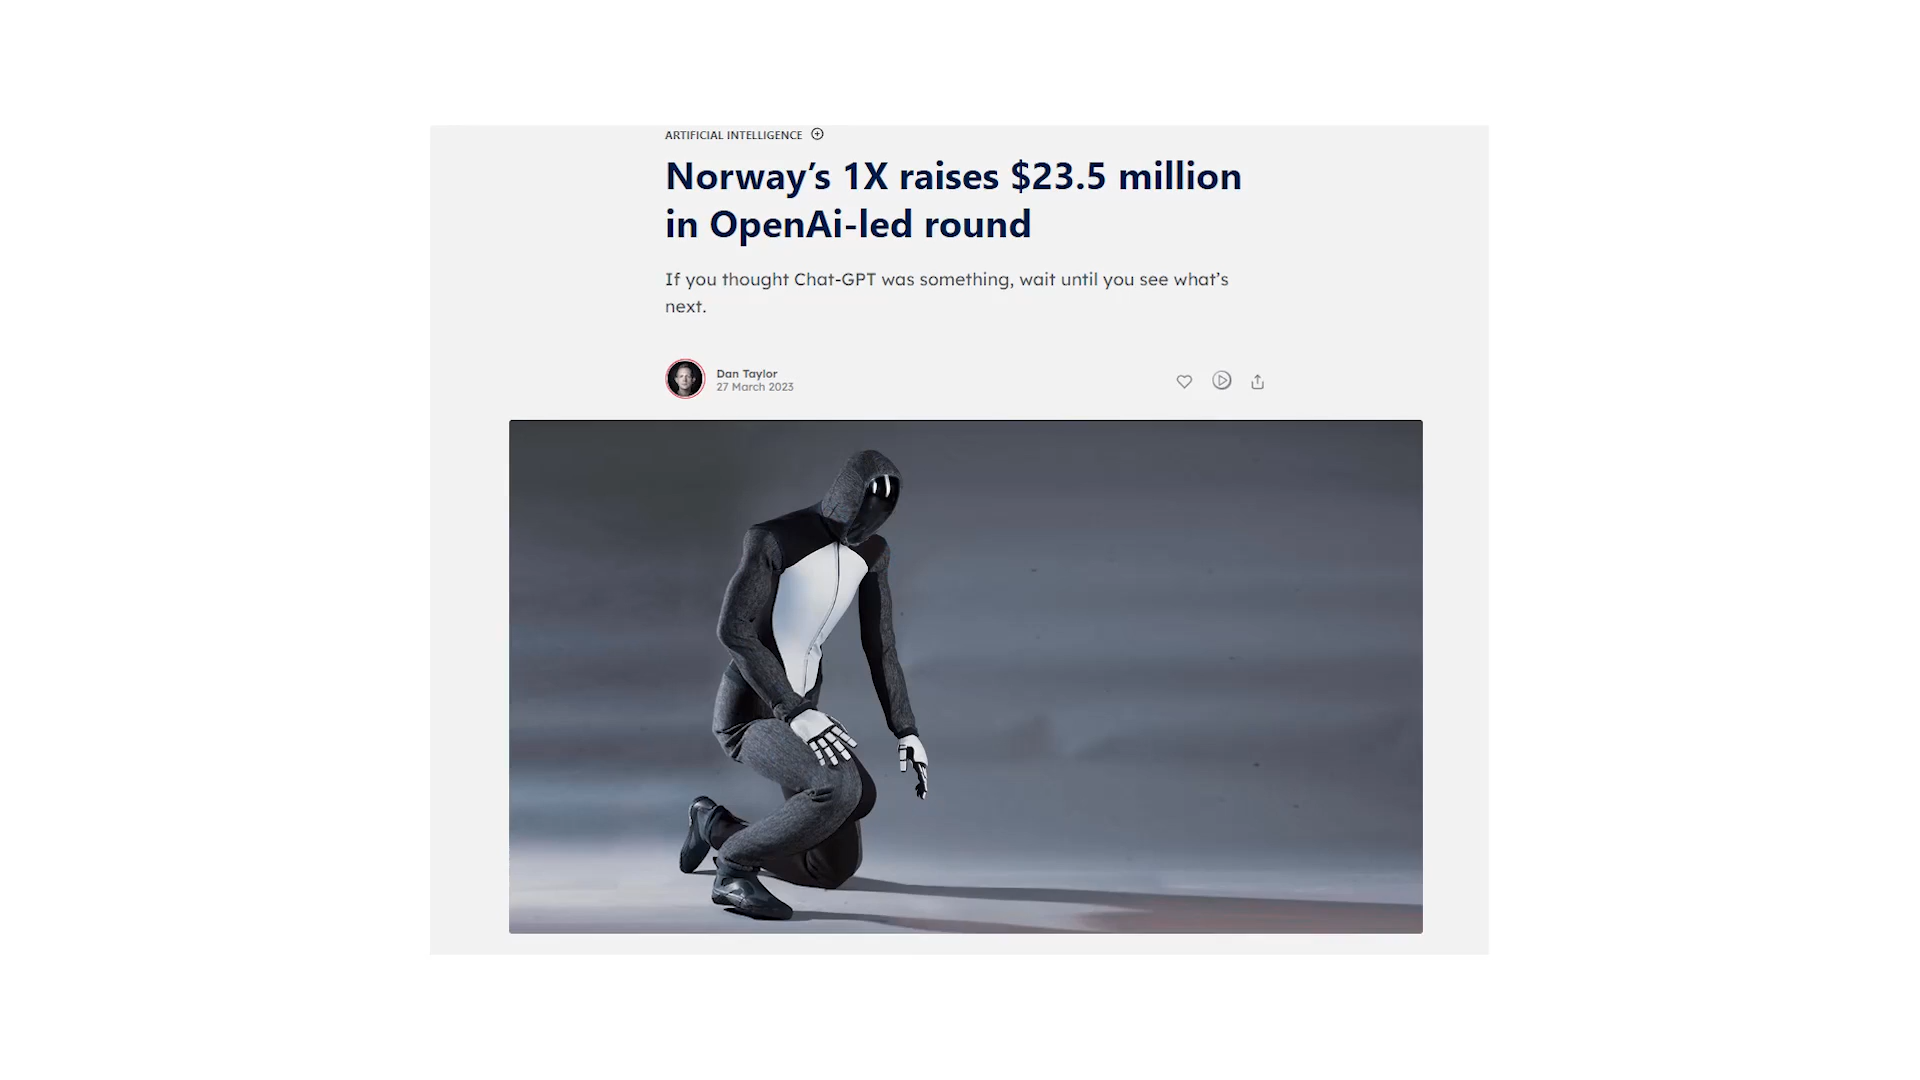 ARTIFICIAL INTELLIGENCE
Norway’s 1X raises $23.5 million
in OpenAi-led round
If you thought Chat-GPT was something, wait until you see what’s
next.
Dan Taylor
27 March 2023